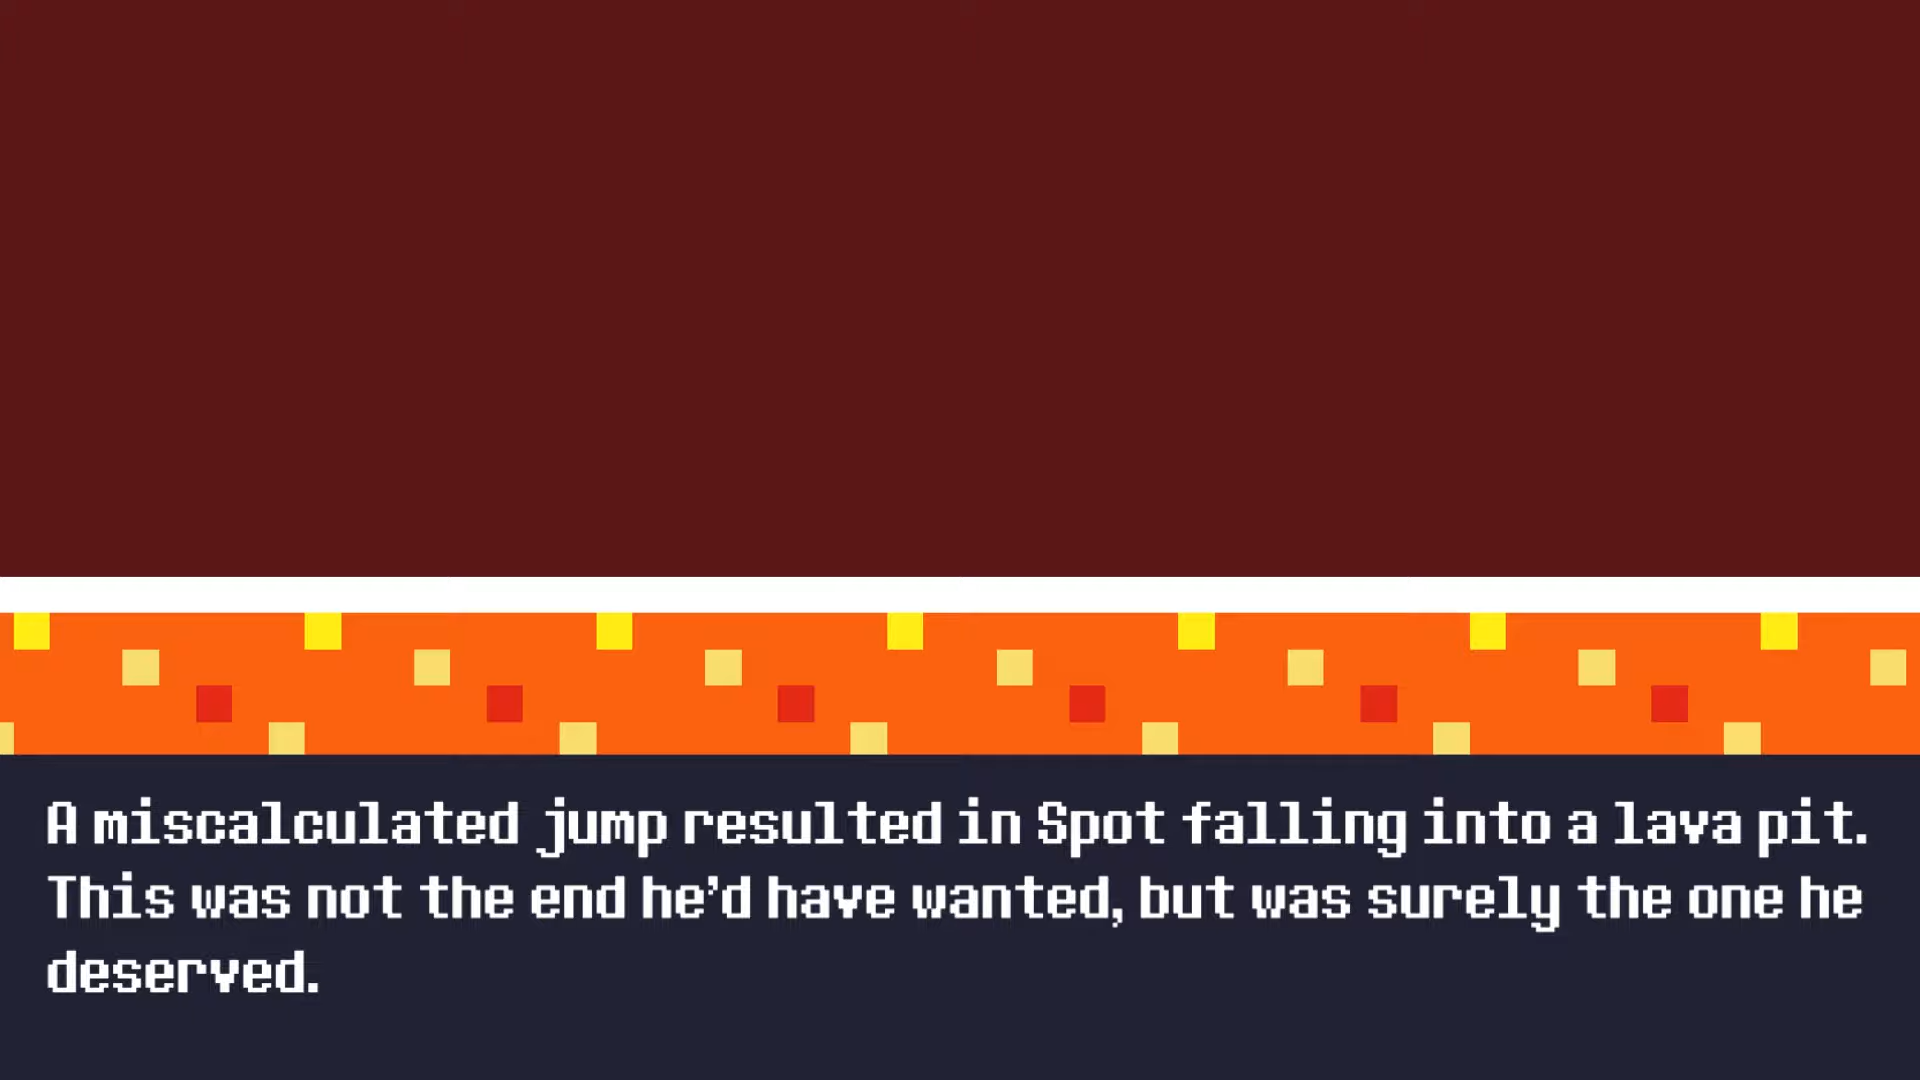 A miscalculated jump resulted in Spot falling into a lava pit.
This was not the end he'd have wanted, but was surely the one he
deserved.